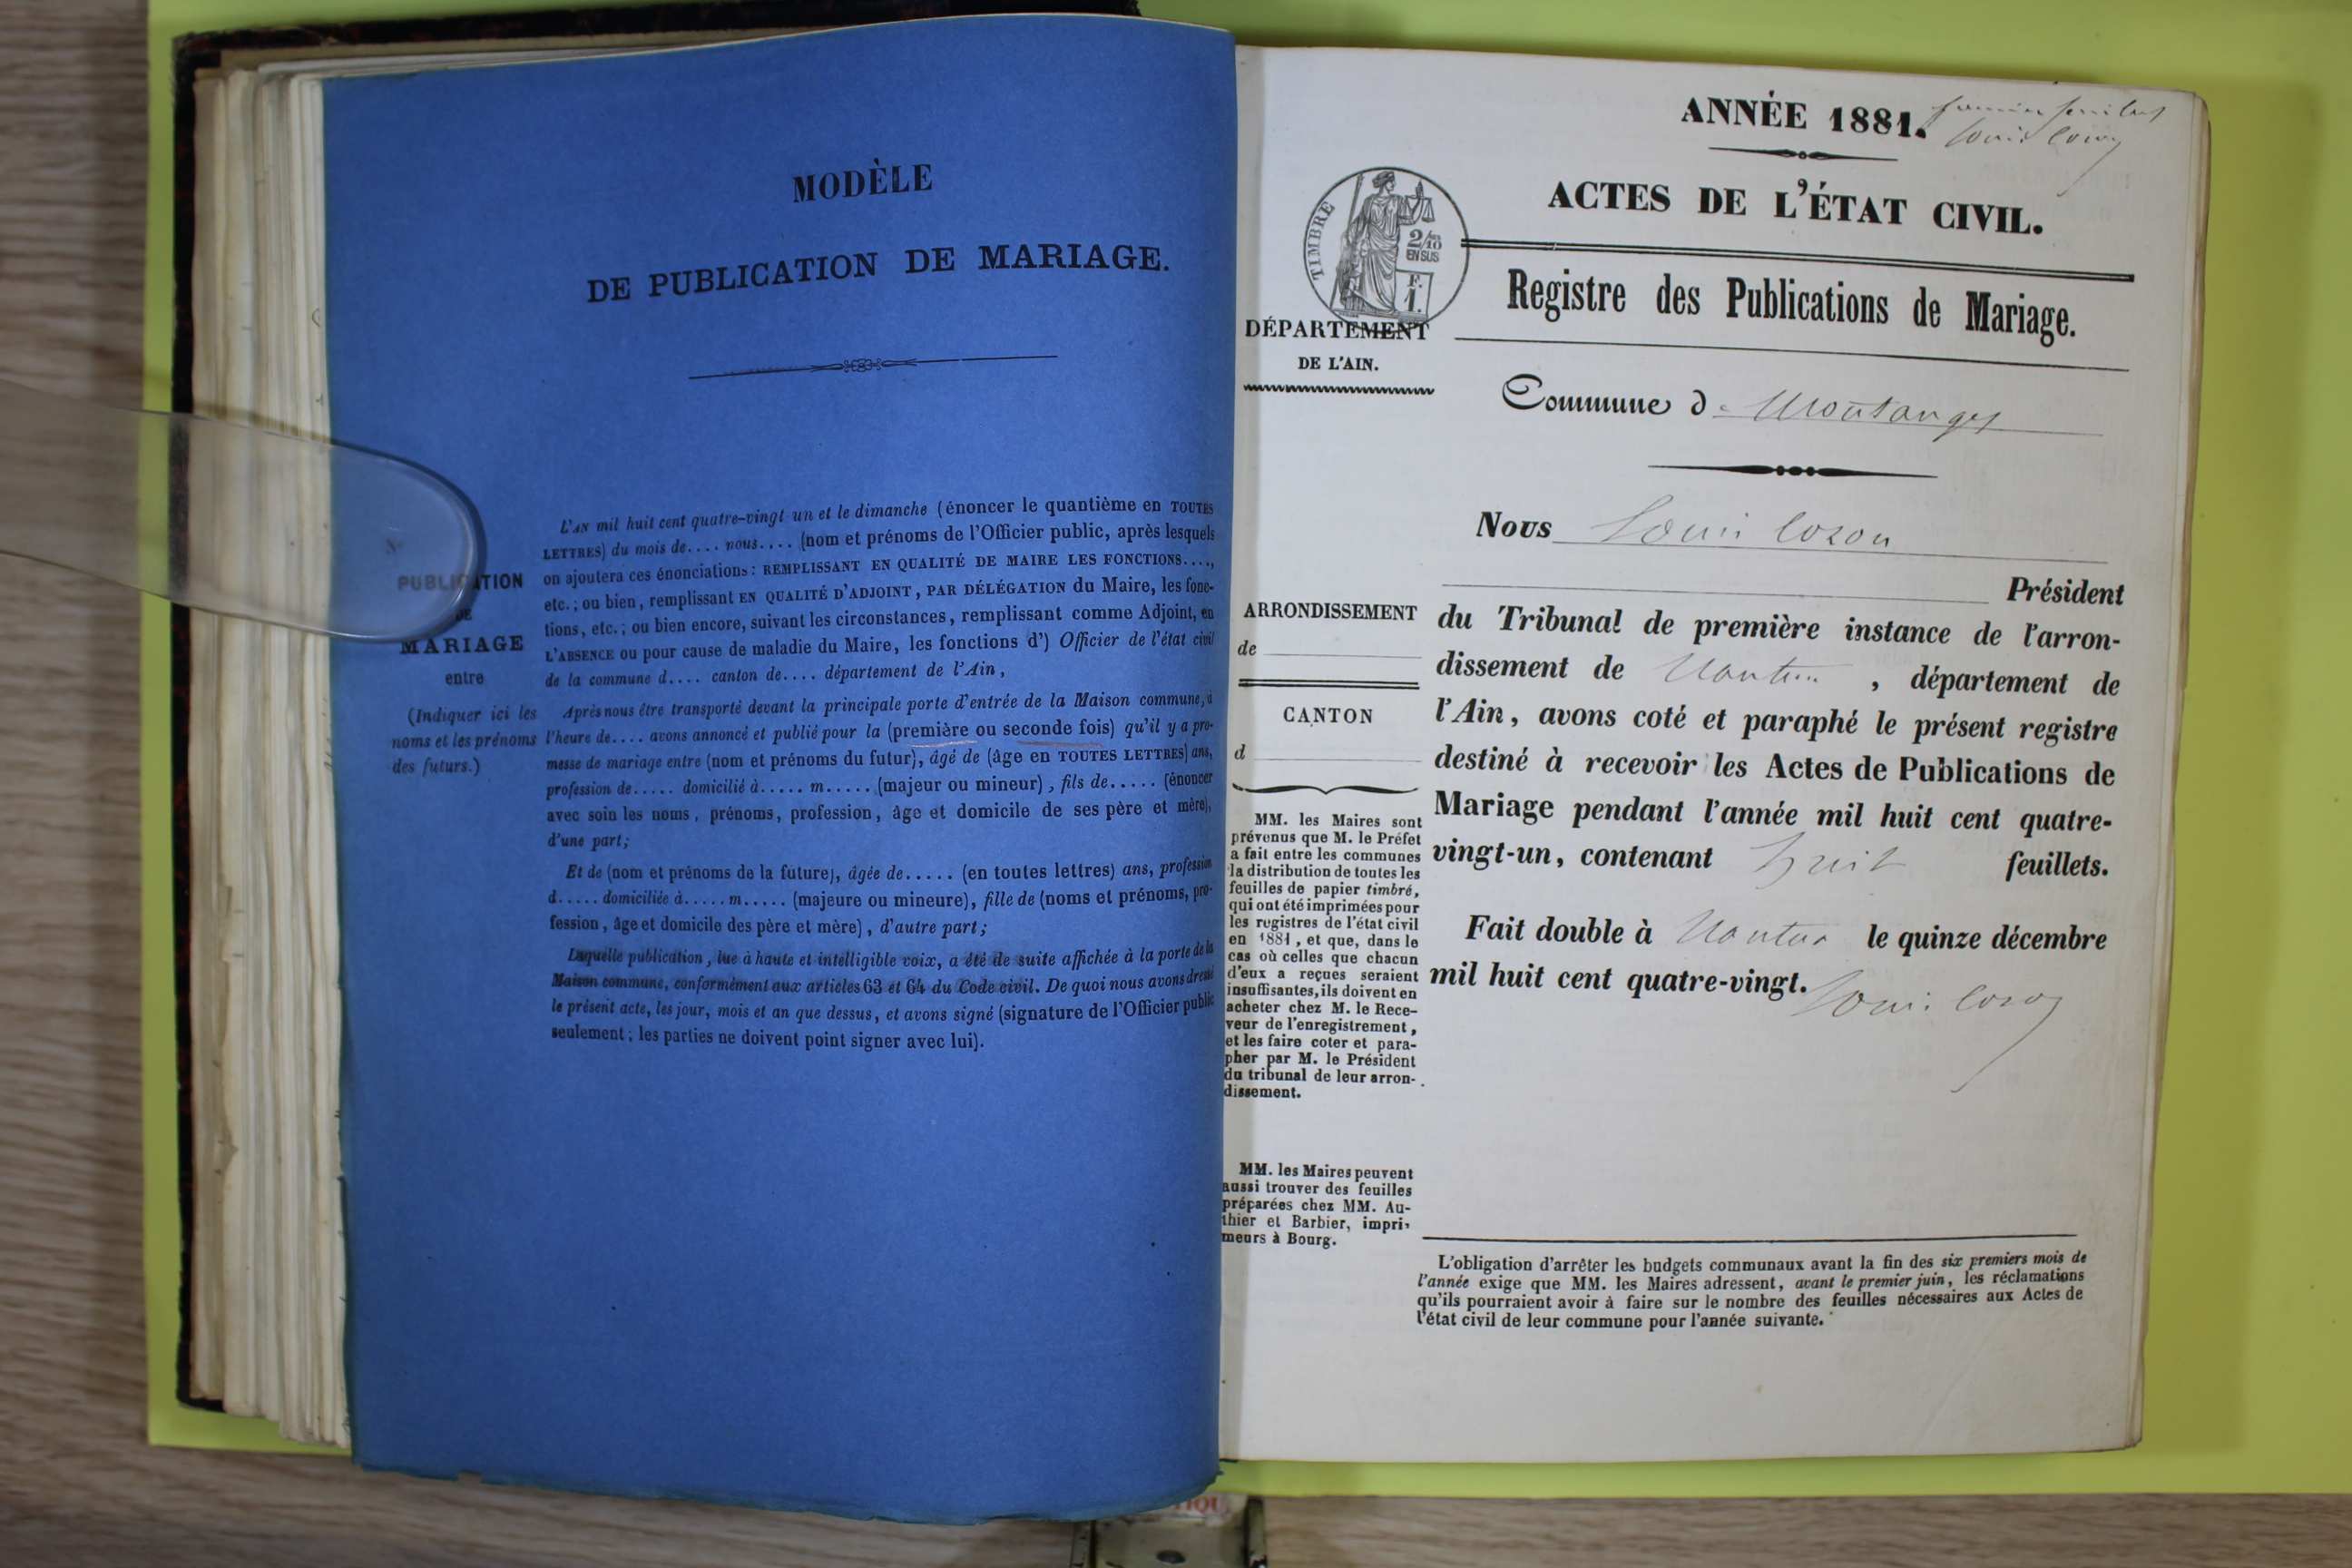 MODÈLE
DE PUBLICATION DE MARIAGE.
PUBLICATION
DE
MARIAGE
entre
(Indiquer ici les
noms et les prénoms
des futurs.)
L'AN mil huit cent quatre-vingt un et le dimanche (énoncer le quantième en TOUTES
LETTRES) du mois de.... nous.... (nom et prénoms de l'Officier public, après lesquels
on ajoutera ces énonciations: REMPLISSANT EN QUALITÉ DE MAIRE LES FONCTIONS....,
etc.; ou bien, remplissant EN QUALITÉ D'ADJOINT, PAR DÉLÉGATION du Maire, les fonc-
tions, etc.; ou bien encore, suivant les circonstances, remplissant comme Adjoint, en
L'ABSENCE ou pour cause de maladie du Maire, les fonctions d') Officier de l'état civil
de la commune d.... canton de.... département de l'Ain,
Après nous être transporté devant la principale porte d'entrée de la Maison commune, à
l'heure de.... avons annoncé et publié pour la (première ou seconde fois) qu'il y a pro-
messe de mariage entre (nom et prénoms du futur), âgé de (âge en TOUTES LETTRES) ans,
profession de..... domicilié à..... m..... (majeur ou mineur), fils de..... (énoncer
avec soin les noms, prénoms, profession, âge et domicile de ses père et mère),
d'une part;
Et de (nom et prénoms de la future), âgée de..... (en toutes lettres) ans, profession
d..... domiciliée à..... m..... (majeure ou mineure), fille de (noms et prénoms, pro-
fession, âge et domicile des père et mère), d'autre part;
Laquelle publication, lue à haute et intelligible voix, a été de suite affichée à la porte de la
Maison commune, conformément aux articles 63 et 64 du Code civil. De quoi nous avons dressé
le présent acte, les jour, mois et an que dessus, et avons signé (signature de l'Officier public
seulement; les parties ne doivent point signer avec lui).
ANNÉE 1881. premier feuillet
Louis Cozon
ACTES DE L'ÉTAT CIVIL.
TIMBRE
2/10
EN SUS
F.
1.
Registre des Publications de Mariage.
DÉPARTEMENT
DE L'AIN.
Commune de Montanges
Nous Louis Cozon
Président
du Tribunal de première instance de l'arron-
dissement de Nantua, département de
l'Ain, avons coté et paraphé le présent registre
destiné à recevoir les Actes de Publications de
Mariage pendant l'année mil huit cent quatre-
vingt-un, contenant huit feuillets.
Fait double à Nantua le quinze décembre
mil huit cent quatre-vingt.
Louis Cozon
ARRONDISSEMENT
de
CANTON
d
MM. les Maires sont
prévenus que M. le Préfet
a fait entre les communes
la distribution de toutes les
feuilles de papier timbré,
qui ont été imprimées pour
les registres de l'état civil
en 1881, et que, dans le
cas où celles que chacun
d'eux a reçues seraient
insuffisantes, ils doivent en
acheter chez M. le Rece-
veur de l'enregistrement,
et les faire coter et para-
pher par M. le Président
du tribunal de leur arron-
dissement.
MM. les Maires peuvent
aussi trouver des feuilles
préparées chez MM. Au-
thier et Barbier, impri-
meurs à Bourg.
L'obligation d'arrêter les budgets communaux avant la fin des six premiers mois de
l'année exige que MM. les Maires adressent, avant le premier juin, les réclamations
qu'ils pourraient avoir à faire sur le nombre des feuilles nécessaires aux Actes de
l'état civil de leur commune pour l'année suivante.